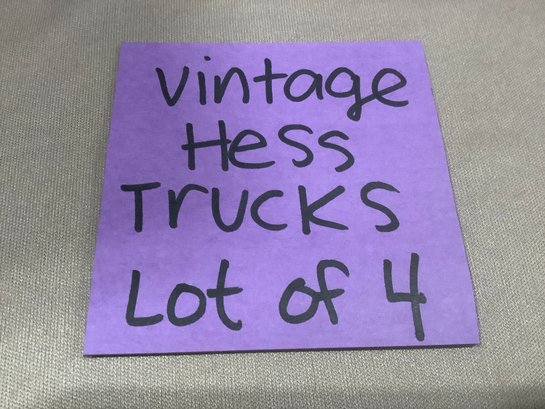 Vintage
Hess
Trucks
Lot of 4